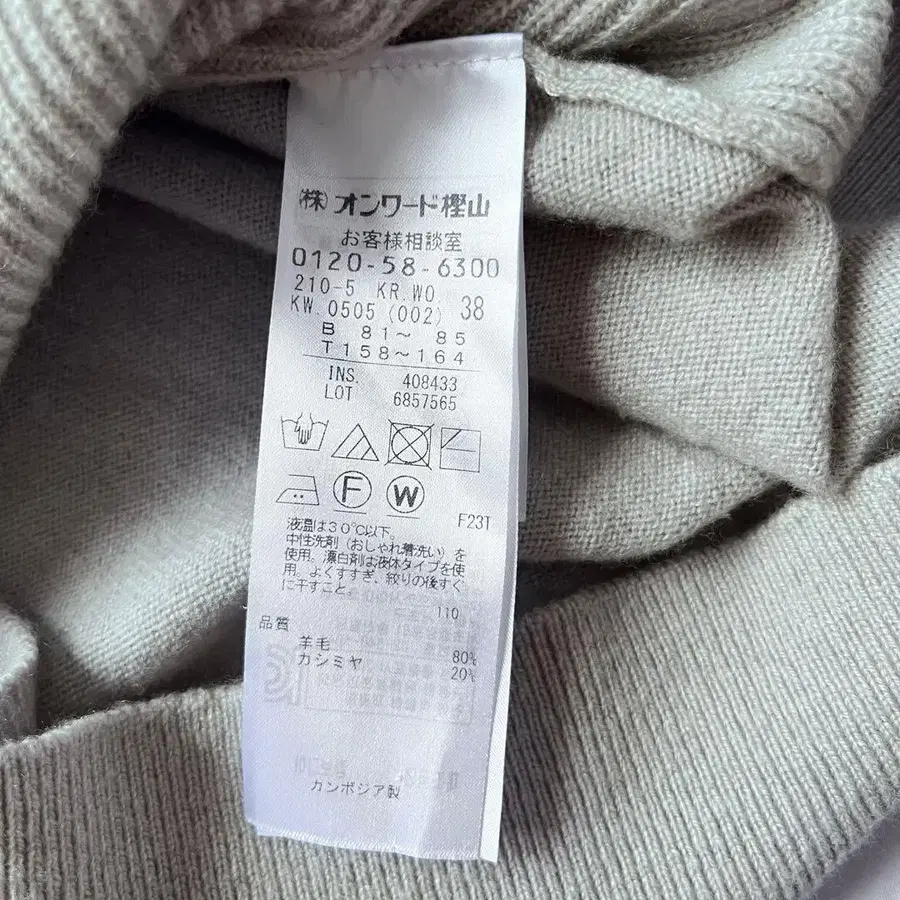 ㈱オンワード樫山
お客様相談室
0120-58-6300
210-5 KR.WO.
KW.0505 (002) 38
B 81～ 85
T158～164
INS. 408433
LOT 6857565
F W
F23T
液温は30℃以下。
中性洗剤（おしゃれ着洗い）を
使用。漂白剤は液体タイプを使
用。よくすすぎ、絞りの後すぐ
に干すこと。
110
品質
羊毛 80%
カシミヤ 20%
カンボジア製